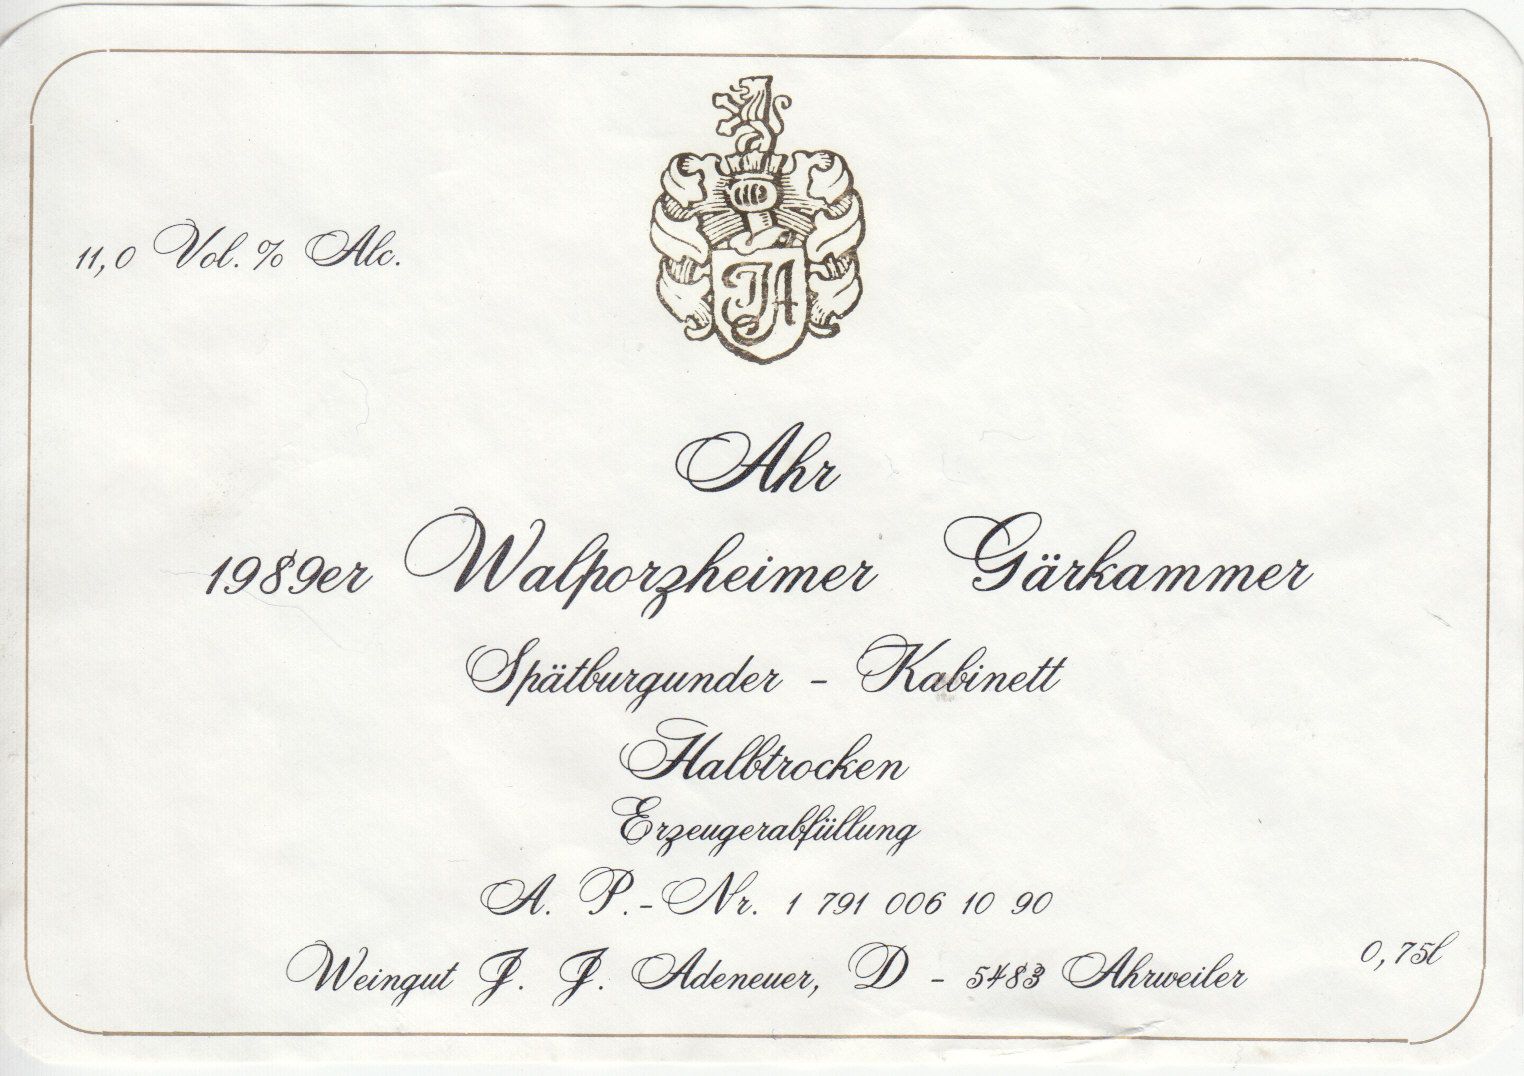 JA
11,0 Vol. % Alc.
Ahr
1989er Walporzheimer Gärkammer
Spätburgunder - Kabinett
Halbtrocken
Erzeugerabfüllung
A. P.-Nr. 1 791 006 10 90
0,75l
Weingut J. J. Adeneuer, D - 5483 Ahrweiler